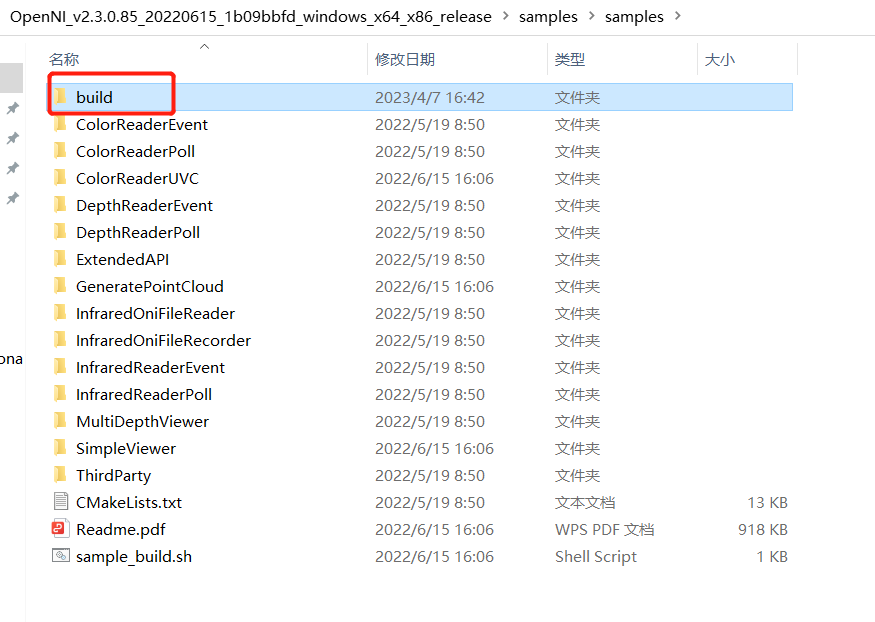 OpenNI_v2.3.0.85_20220615_1b09bbfd_windows_x64_x86_release > samples > samples >
名称 修改日期 类型 大小
build 2023/4/7 16:42 文件夹
ColorReaderEvent 2022/5/19 8:50 文件夹
ColorReaderPoll 2022/5/19 8:50 文件夹
ColorReaderUVC 2022/6/15 16:06 文件夹
DepthReaderEvent 2022/5/19 8:50 文件夹
DepthReaderPoll 2022/5/19 8:50 文件夹
ExtendedAPI 2022/5/19 8:50 文件夹
GeneratePointCloud 2022/6/15 16:06 文件夹
InfraredOniFileReader 2022/5/19 8:50 文件夹
InfraredOniFileRecorder 2022/5/19 8:50 文件夹
ona
InfraredReaderEvent 2022/5/19 8:50 文件夹
InfraredReaderPoll 2022/5/19 8:50 文件夹
MultiDepthViewer 2022/5/19 8:50 文件夹
SimpleViewer 2022/6/15 16:06 文件夹
ThirdParty 2022/5/19 8:50 文件夹
CMakeLists.txt 2022/5/19 8:50 文本文档 13 KB
Readme.pdf 2022/6/15 16:06 WPS PDF 文档 918 KB
sample_build.sh 2022/6/15 16:06 Shell Script 1 KB